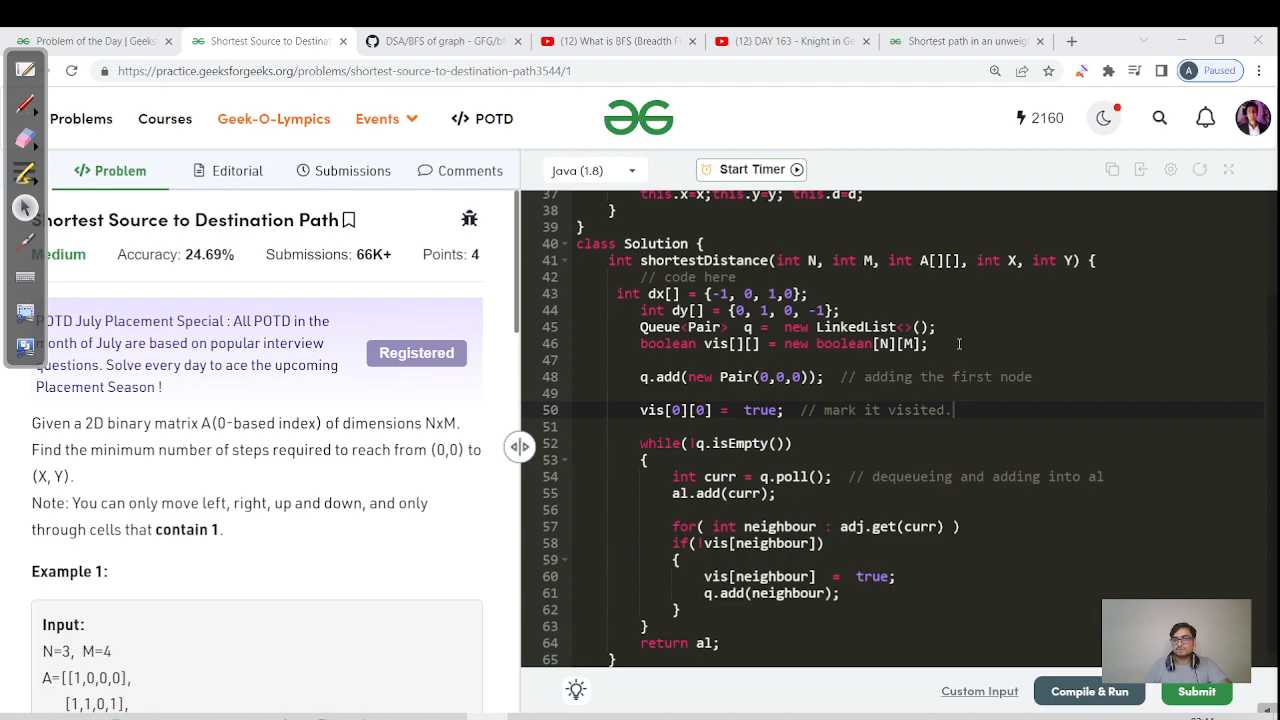 Problem of the Day | Geeks
Shortest Source to Destinat
DSA/BFS of graph - GFG/b
(12) What is BFS (Breadth F
(12) DAY 163 - Knight in Ge
Shortest path in an unweigh
https://practice.geeksforgeeks.org/problems/shortest-source-to-destination-path3544/1
A Paused
Problems
Courses
Geek-O-Lympics
Events
</> POTD
2160
</> Problem
Editorial
Submissions
Comments
Java (1.8)
Start Timer
Shortest Source to Destination Path
Medium
Accuracy: 24.69%
Submissions: 66K+
Points: 4
POTD July Placement Special : All POTD in the
month of July are based on popular interview
questions. Solve every day to ace the upcoming
Placement Season !
Registered
Given a 2D binary matrix A(0-based index) of dimensions NxM.
Find the minimum number of steps required to reach from (0,0) to
(X, Y).
Note: You can only move left, right, up and down, and only
through cells that contain 1.
Example 1:
Input:
N=3, M=4
A=[[1,0,0,0],
[1,1,0,1],
37 this.x=x;this.y=y; this.d=d;
38 }
39 }
40 class Solution {
41 int shortestDistance(int N, int M, int A[][], int X, int Y) {
42 // code here
43 int dx[] = {-1, 0, 1,0};
44 int dy[] = {0, 1, 0, -1};
45 Queue<Pair> q = new LinkedList<>();
46 boolean vis[][] = new boolean[N][M];
47
48 q.add(new Pair(0,0,0)); // adding the first node
49
50 vis[0][0] = true; // mark it visited.
51
52 while(!q.isEmpty())
53 {
54 int curr = q.poll(); // dequeueing and adding into al
55 al.add(curr);
56
57 for( int neighbour : adj.get(curr) )
58 if(!vis[neighbour])
59 {
60 vis[neighbour] = true;
61 q.add(neighbour);
62 }
63 }
64 return al;
65 }
Custom Input
Compile & Run
Submit